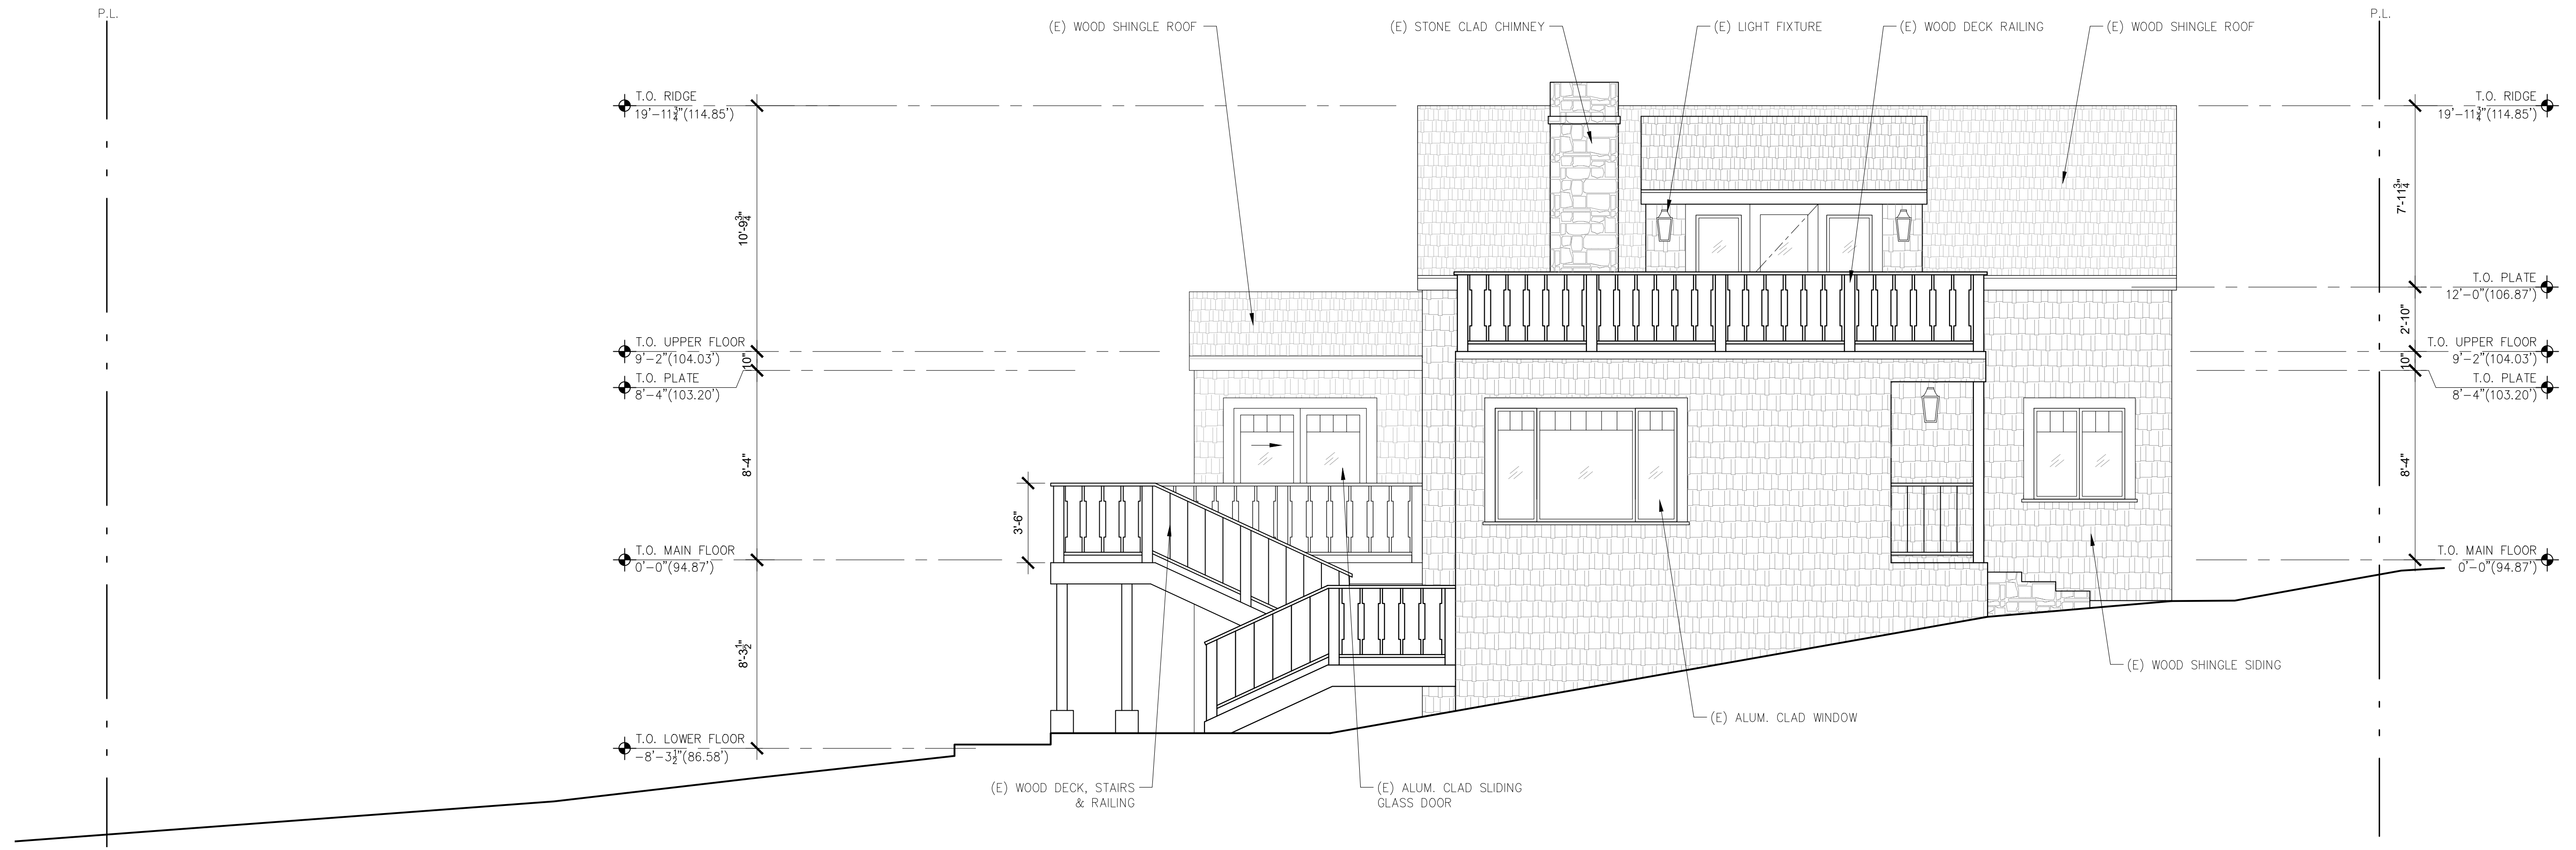 P.L.
P.L.
(E) WOOD SHINGLE ROOF
(E) STONE CLAD CHIMNEY
(E) LIGHT FIXTURE
(E) WOOD DECK RAILING
(E) WOOD SHINGLE ROOF
T.O. RIDGE
19'-11¾"(114.85')
10'-9¾"
T.O. UPPER FLOOR
9'-2"(104.03')
10"
T.O. PLATE
8'-4"(103.20')
8'-4"
3'-6"
T.O. MAIN FLOOR
0'-0"(94.87')
8'-3½"
T.O. LOWER FLOOR
-8'-3½"(86.58')
T.O. RIDGE
19'-11¾"(114.85')
7'-11¾"
T.O. PLATE
12'-0"(106.87')
2'-10"
T.O. UPPER FLOOR
9'-2"(104.03')
10"
T.O. PLATE
8'-4"(103.20')
8'-4"
T.O. MAIN FLOOR
0'-0"(94.87')
(E) WOOD SHINGLE SIDING
(E) ALUM. CLAD WINDOW
(E) WOOD DECK, STAIRS
& RAILING
(E) ALUM. CLAD SLIDING
GLASS DOOR